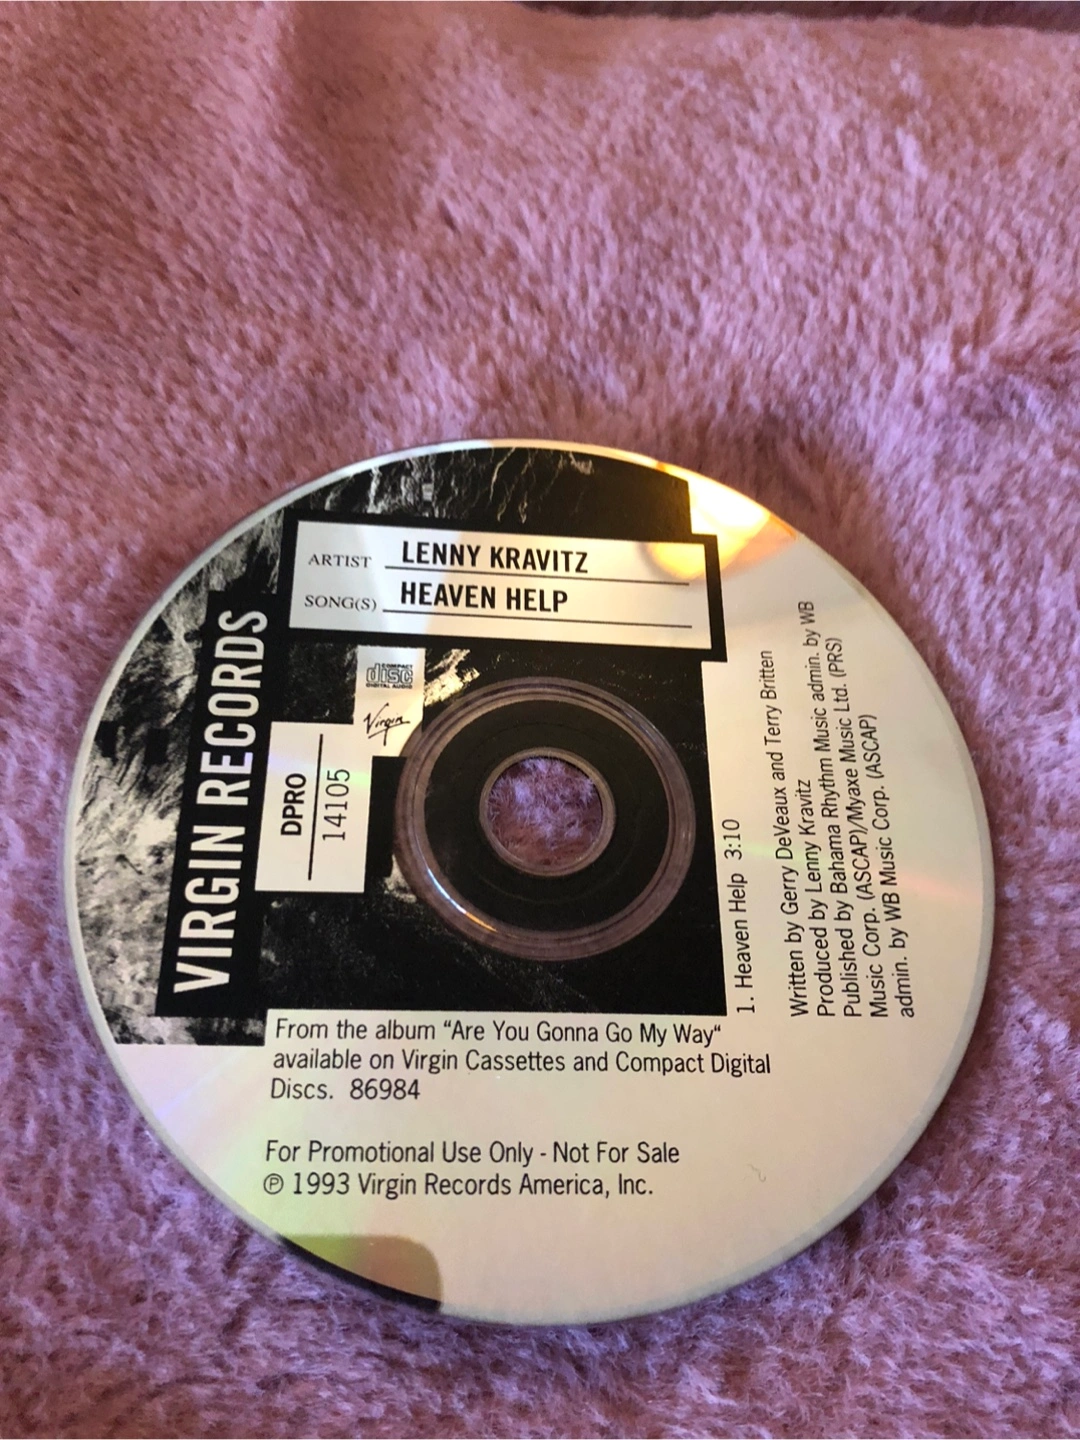 ARTIST LENNY KRAVITZ
SONG(S) HEAVEN HELP
VIRGIN RECORDS
COMPACT
disc
DIGITAL AUDIO
Virgin
DPRO
14105
1. Heaven Help 3:10
Written by Gerry DeVeaux and Terry Britten
Produced by Lenny Kravitz
Published by Bahama Rhythm Music admin. by WB
Music Corp. (ASCAP)/Myaxe Music Ltd. (PRS)
admin. by WB Music Corp. (ASCAP)
From the album “Are You Gonna Go My Way“
available on Virgin Cassettes and Compact Digital
Discs. 86984
For Promotional Use Only - Not For Sale
℗ 1993 Virgin Records America, Inc.